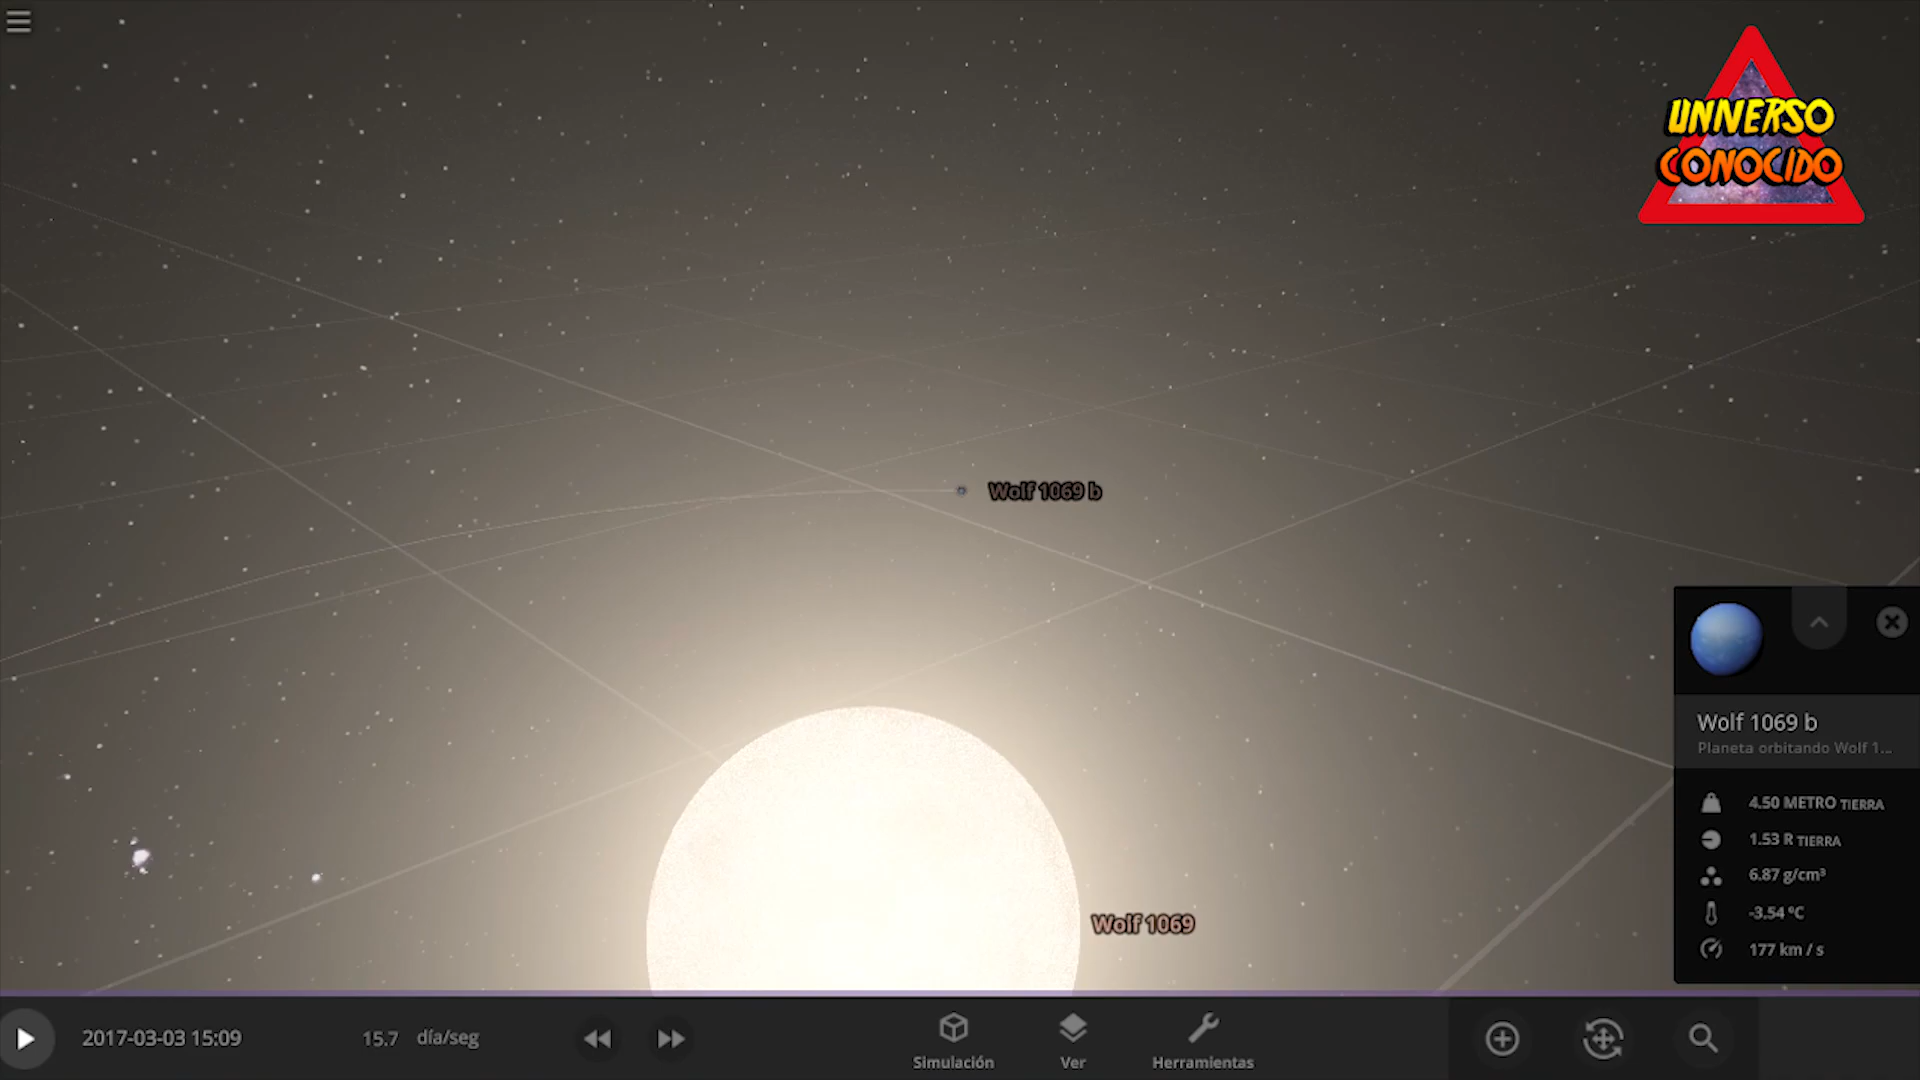 UNIVERSO
CONOCIDO
Wolf 1069 b
Wolf 1069
Wolf 1069 b
Planeta orbitando Wolf 1...
4.50 METRO TIERRA
1.53 R TIERRA
6.87 g/cm³
-3.54 ºC
177 km / s
2017-03-03 15:09
15.7 día/seg
Simulación
Ver
Herramientas